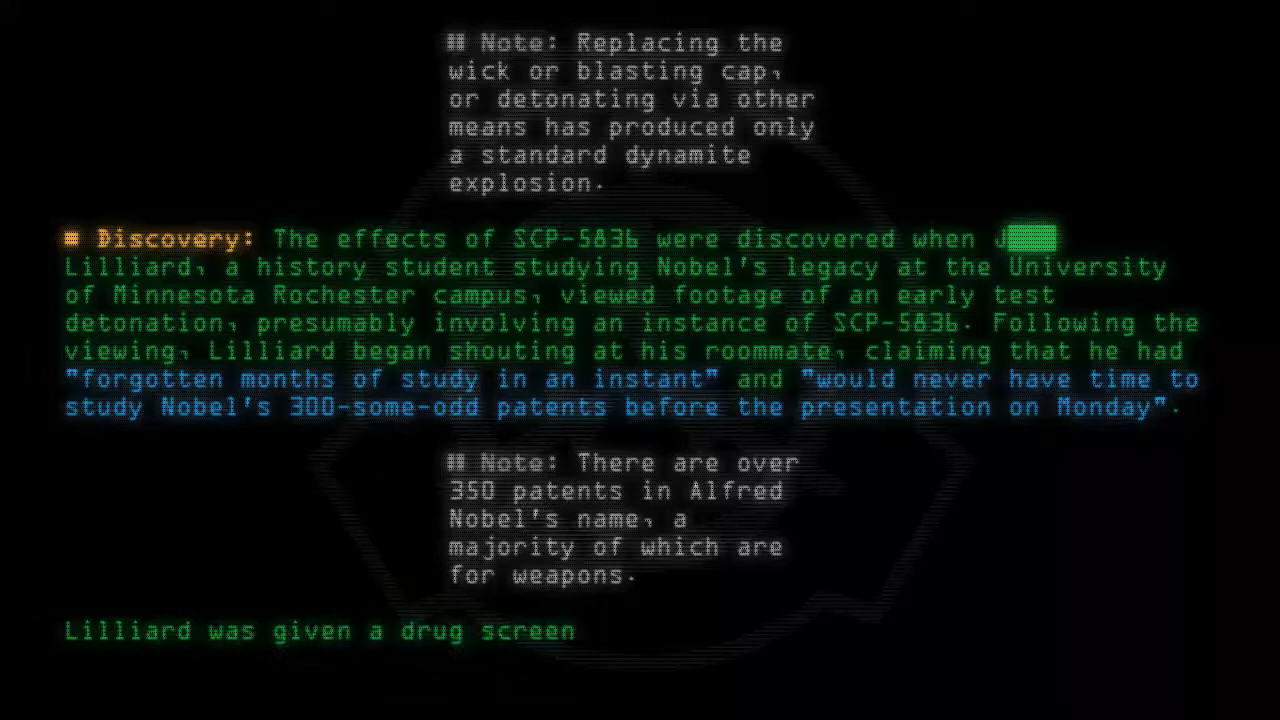 ## Note: Replacing the
wick or blasting cap,
or detonating via other
means has produced only
a standard dynamite
explosion.
# Discovery: The effects of SCP-5836 were discovered when J███
Lilliard, a history student studying Nobel's legacy at the University
of Minnesota Rochester campus, viewed footage of an early test
detonation, presumably involving an instance of SCP-5836. Following the
viewing, Lilliard began shouting at his roommate, claiming that he had
"forgotten months of study in an instant" and "would never have time to
study Nobel's 300-some-odd patents before the presentation on Monday".
## Note: There are over
350 patents in Alfred
Nobel's name, a
majority of which are
for weapons.
Lilliard was given a drug screen